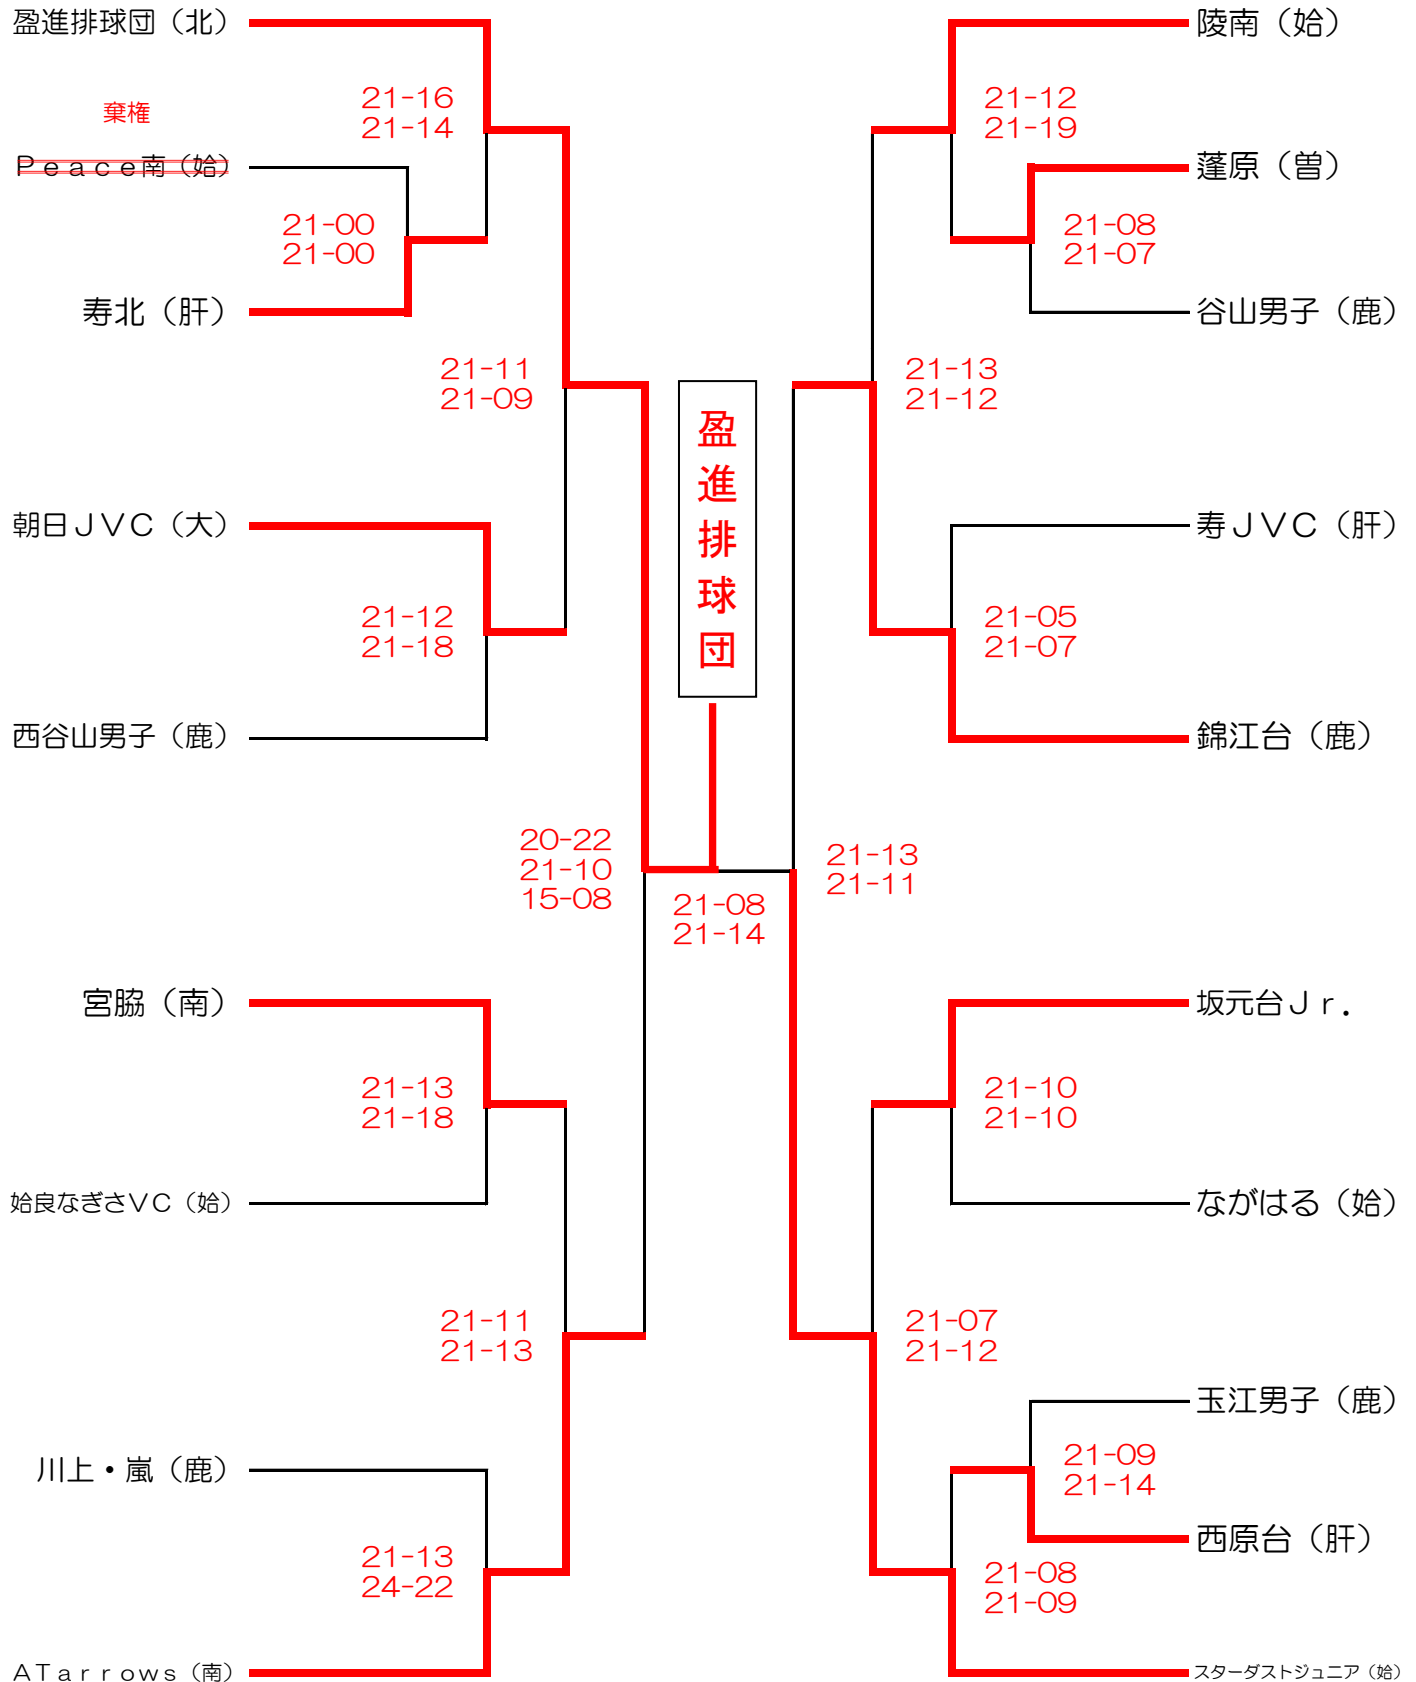 盈進排球団（北）
棄権
Ｐｅａｃｅ南（姶）
寿北（肝）
朝日ＪＶＣ（大）
西谷山男子（鹿）
宮脇（南）
姶良なぎさＶＣ（姶）
川上・嵐（鹿）
ＡＴａｒｒｏｗｓ（南）
21-16
21-14
21-00
21-00
21-11
21-09
21-12
21-18
20-22
21-10
15-08
21-13
21-18
21-11
21-13
21-13
24-22
盈進排球団
21-08
21-14
陵南（姶）
蓬原（曽）
谷山男子（鹿）
寿ＪＶＣ（肝）
錦江台（鹿）
坂元台Ｊｒ．
ながはる（姶）
玉江男子（鹿）
西原台（肝）
スターダストジュニア（姶）
21-12
21-19
21-08
21-07
21-13
21-12
21-05
21-07
21-13
21-11
21-10
21-10
21-07
21-12
21-09
21-14
21-08
21-09